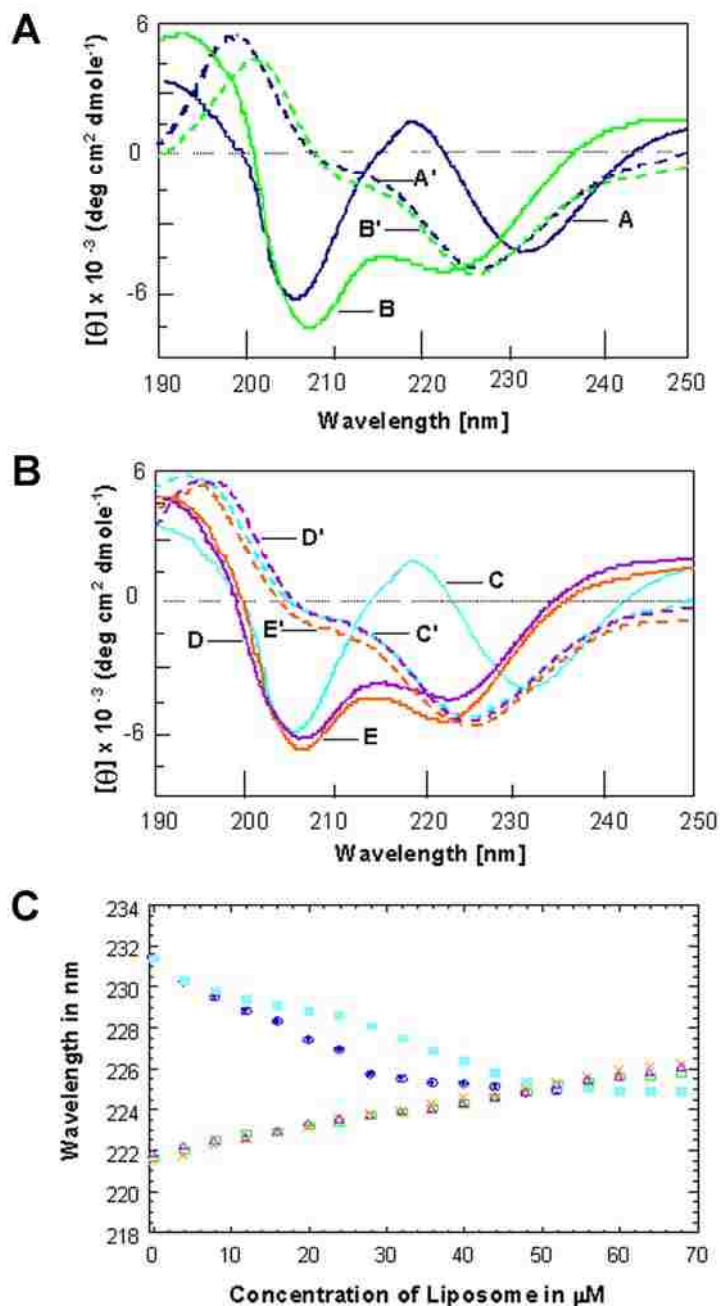 A
[θ] x 10⁻³ (deg cm² dmole⁻¹)
6
0
-6
A'
B'
A
B
190 200 210 220 230 240 250
Wavelength [nm]
B
[θ] x 10⁻³ (deg cm² dmole⁻¹)
6
0
-6
D'
C
D
E'
C'
E
190 200 210 220 230 240 250
Wavelength [nm]
C
Wavelength in nm
234
232
230
228
226
224
222
220
218
0 10 20 30 40 50 60 70
Concentration of Liposome in µM